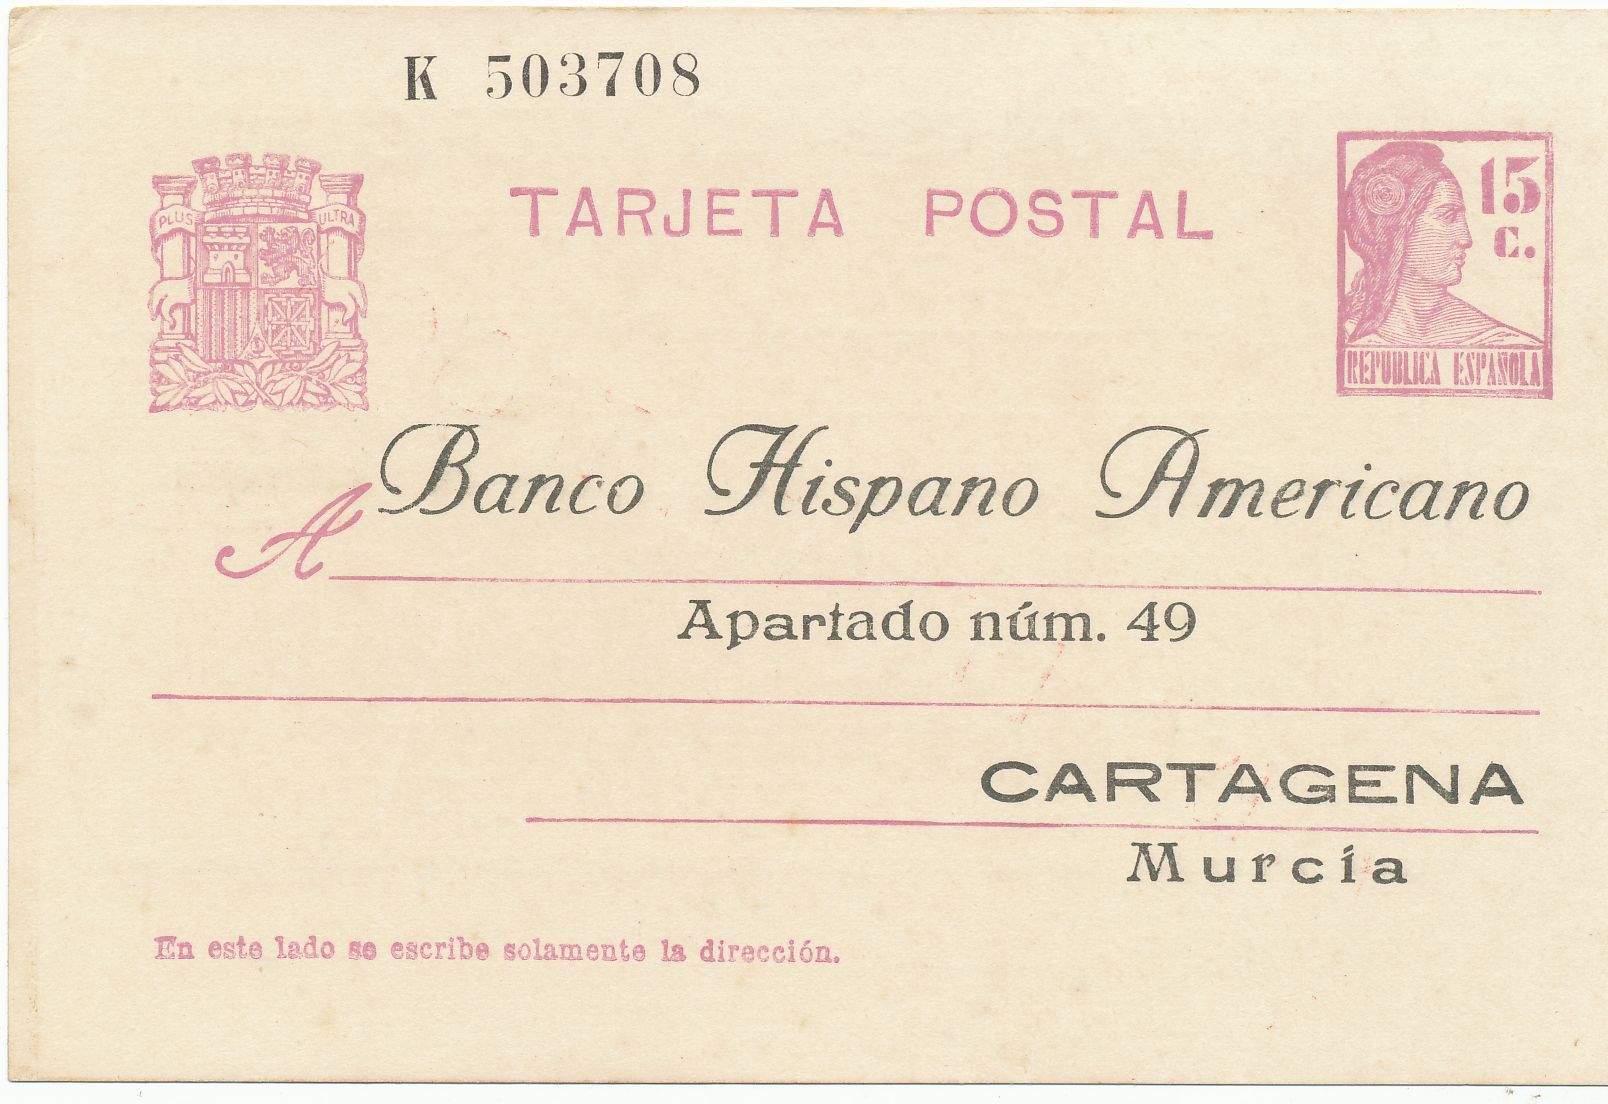 K 503708
PLUS ULTRA
TARJETA POSTAL
15
C.
REPUBLICA ESPAÑOLA
A Banco Hispano Americano
Apartado núm. 49
CARTAGENA
Murcia
En este lado se escribe solamente la dirección.